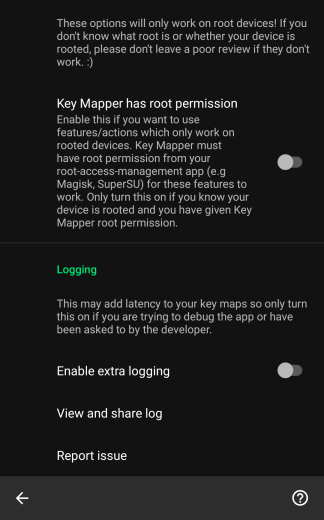 These options will only work on root devices! If you
don't know what root is or whether your device is
rooted, please don't leave a poor review if they don't
work. :)
Key Mapper has root permission
Enable this if you want to use
features/actions which only work on
rooted devices. Key Mapper must
have root permission from your
root-access-management app (e.g
Magisk, SuperSU) for these features to
work. Only turn this on if you know your
device is rooted and you have given Key
Mapper root permission.
Logging
This may add latency to your key maps so only turn
this on if you are trying to debug the app or have
been asked to by the developer.
Enable extra logging
View and share log
Report issue